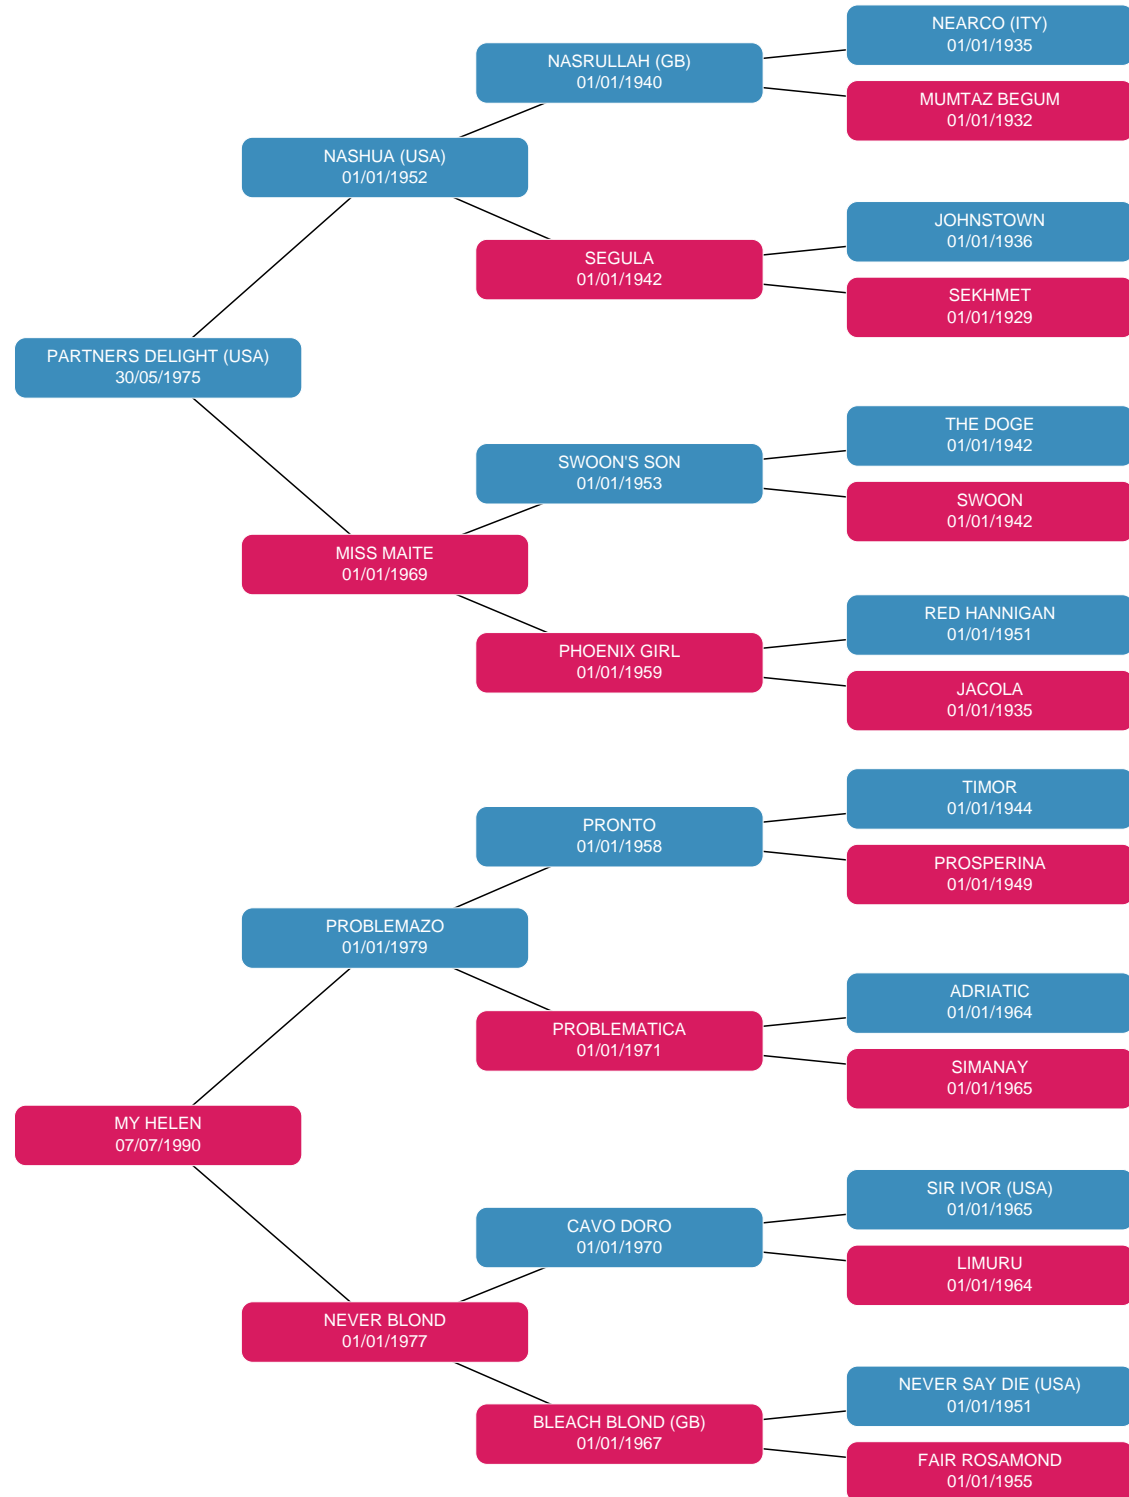 NEARCO (ITY)
01/01/1935
NASRULLAH (GB)
01/01/1940
MUMTAZ BEGUM
01/01/1932
NASHUA (USA)
01/01/1952
JOHNSTOWN
01/01/1936
SEGULA
01/01/1942
SEKHMET
01/01/1929
PARTNERS DELIGHT (USA)
30/05/1975
THE DOGE
01/01/1942
SWOON'S SON
01/01/1953
SWOON
01/01/1942
MISS MAITE
01/01/1969
RED HANNIGAN
01/01/1951
PHOENIX GIRL
01/01/1959
JACOLA
01/01/1935
TIMOR
01/01/1944
PRONTO
01/01/1958
PROSPERINA
01/01/1949
PROBLEMAZO
01/01/1979
ADRIATIC
01/01/1964
PROBLEMATICA
01/01/1971
SIMANAY
01/01/1965
MY HELEN
07/07/1990
SIR IVOR (USA)
01/01/1965
CAVO DORO
01/01/1970
LIMURU
01/01/1964
NEVER BLOND
01/01/1977
NEVER SAY DIE (USA)
01/01/1951
BLEACH BLOND (GB)
01/01/1967
FAIR ROSAMOND
01/01/1955